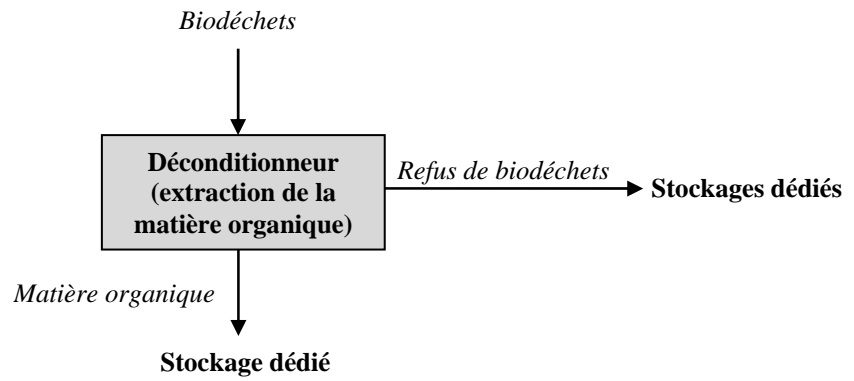 Biodéchets
Déconditionneur
(extraction de la
matière organique)
Refus de biodéchets
Stockages dédiés
Matière organique
Stockage dédié